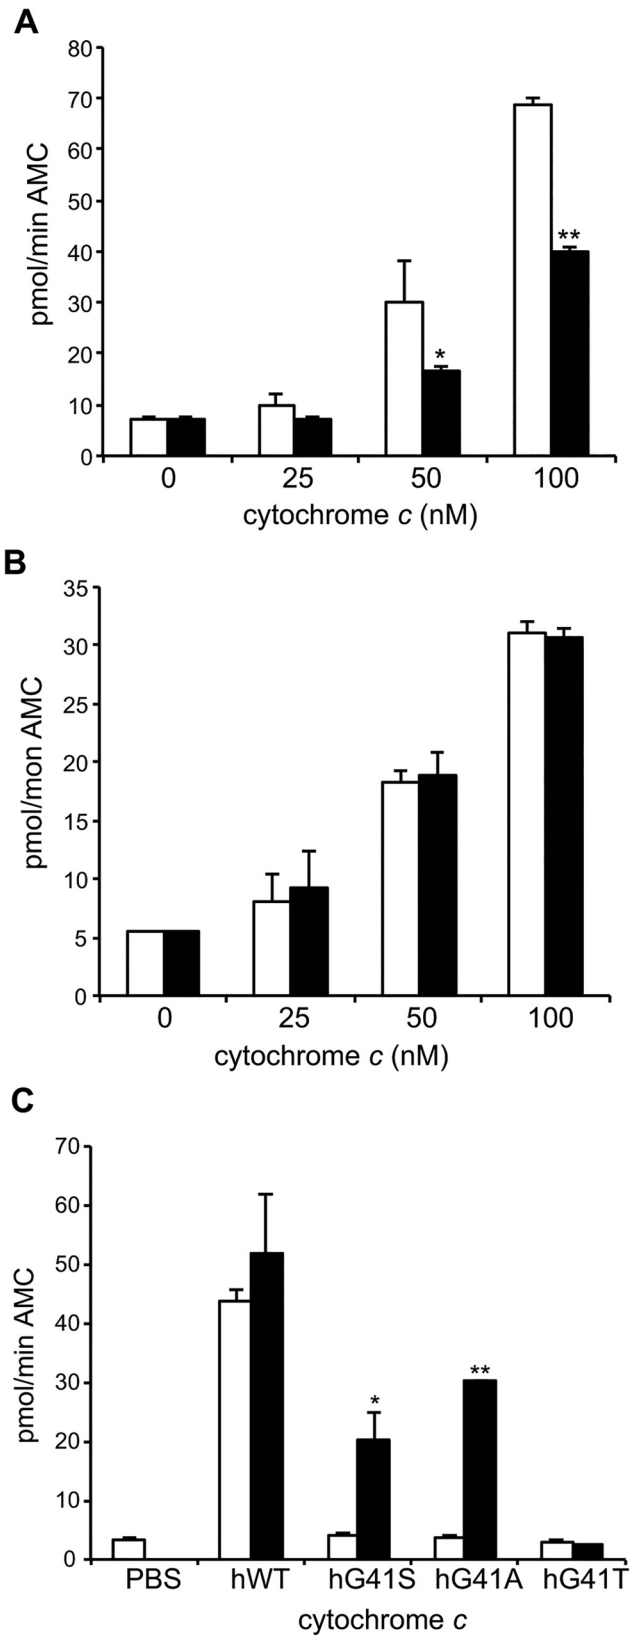 A
80
70
60
50
40
30
20
10
0
pmol/min AMC
**
*
0 25 50 100
cytochrome c (nM)
B
35
30
25
20
15
10
5
0
pmol/mon AMC
0 25 50 100
cytochrome c (nM)
C
70
60
50
40
30
20
10
0
pmol/min AMC
* **
PBS hWT hG41S hG41A hG41T
cytochrome c